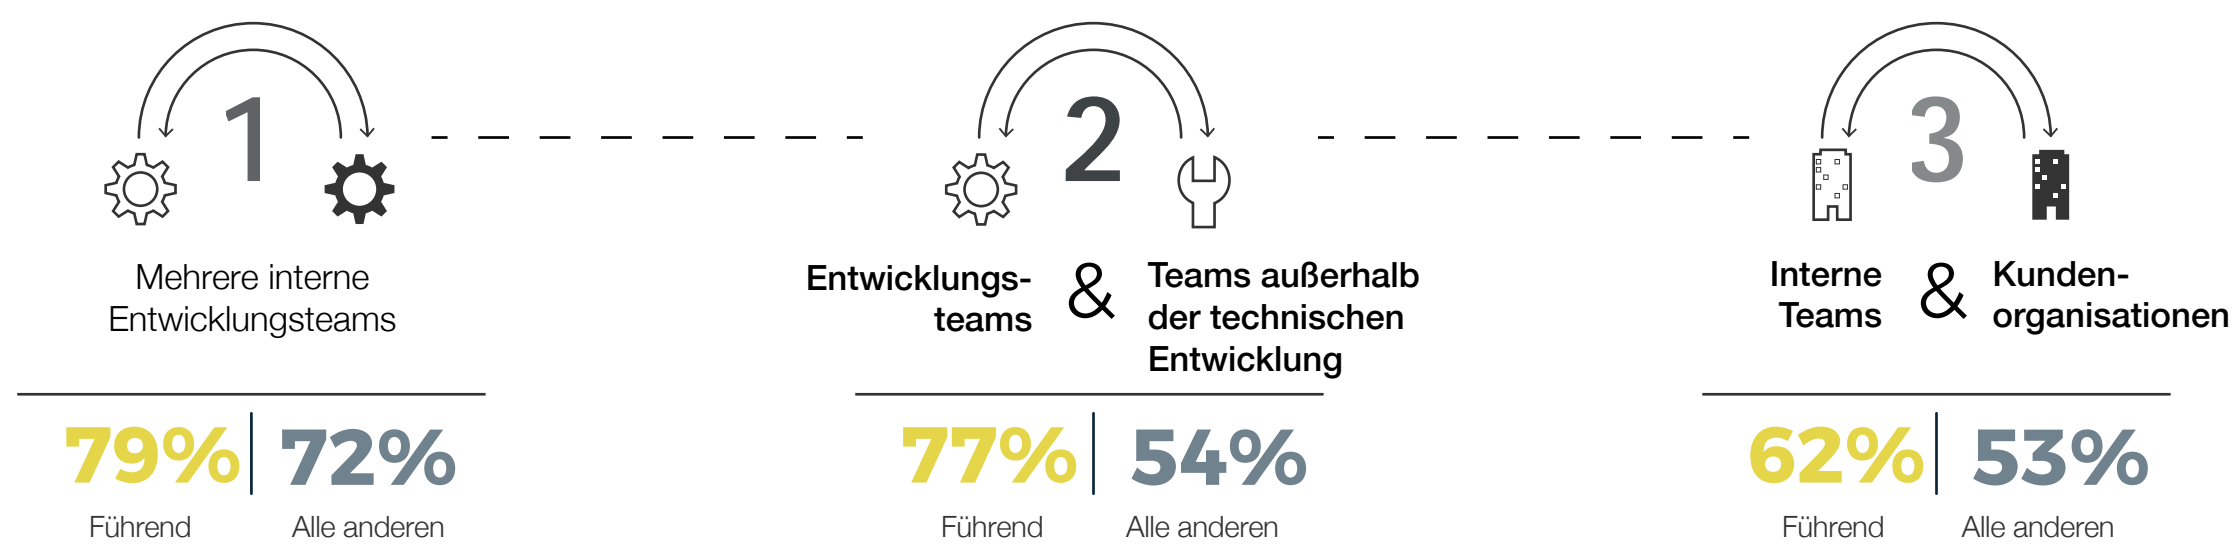 1
Mehrere interne
Entwicklungsteams
79% 72%
Führend Alle anderen
2
Entwicklungs-
teams
&
Teams außerhalb
der technischen
Entwicklung
77% 54%
Führend Alle anderen
3
Interne
Teams
&
Kunden-
organisationen
62% 53%
Führend Alle anderen